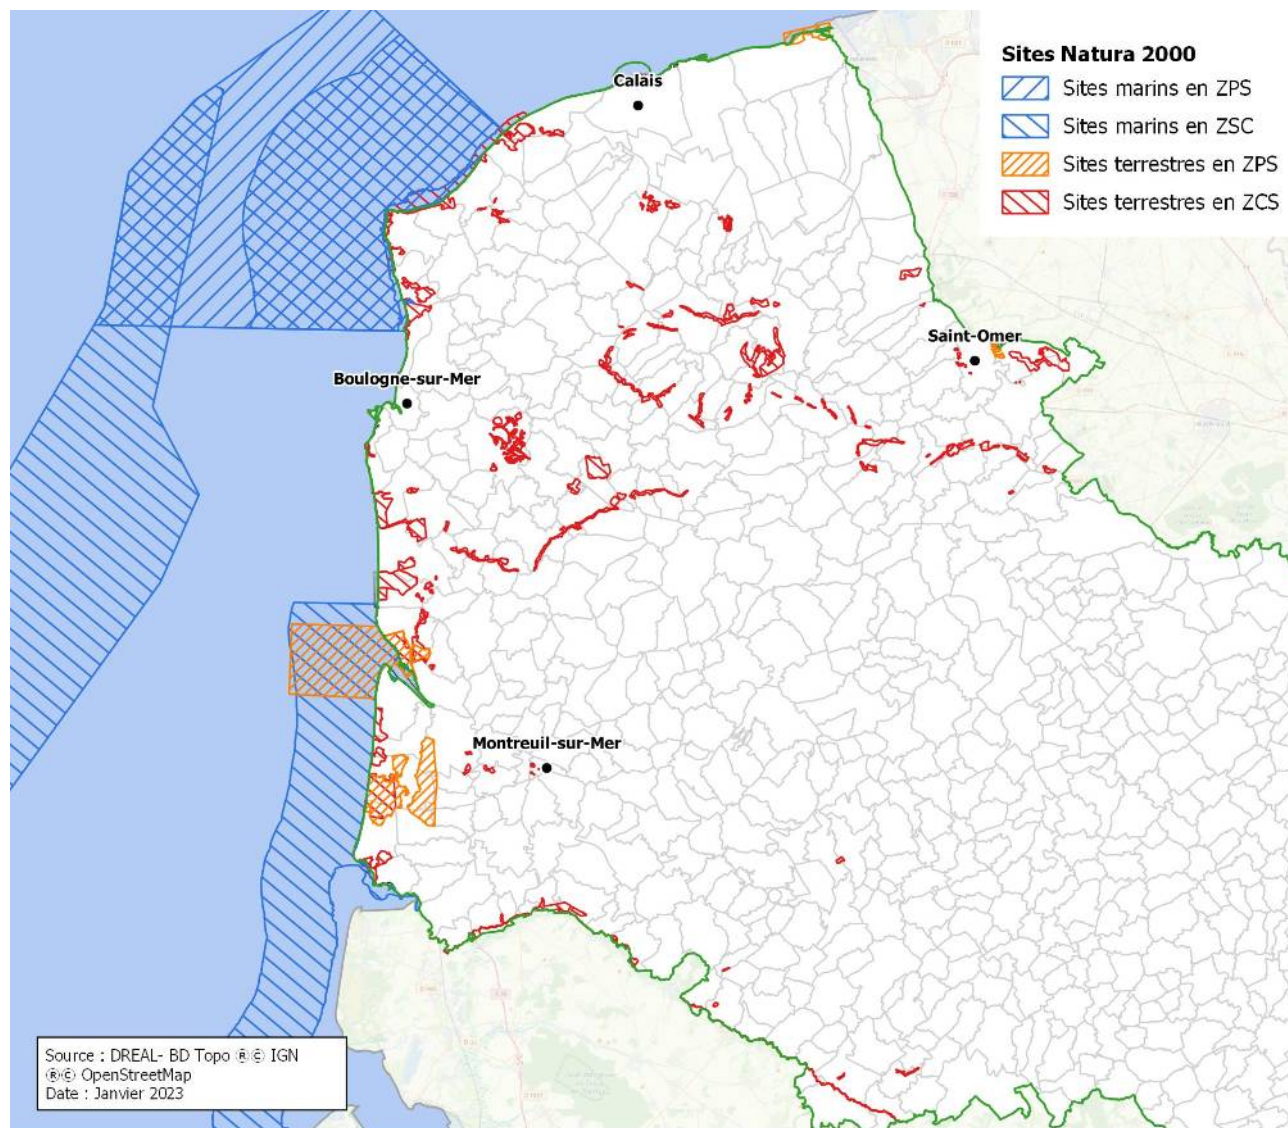 Sites Natura 2000
Sites marins en ZPS
Sites marins en ZSC
Sites terrestres en ZPS
Sites terrestres en ZCS
Calais
Saint-Omer
Boulogne-sur-Mer
Montreuil-sur-Mer
Source : DREAL- BD Topo ®© IGN
®© OpenStreetMap
Date : Janvier 2023